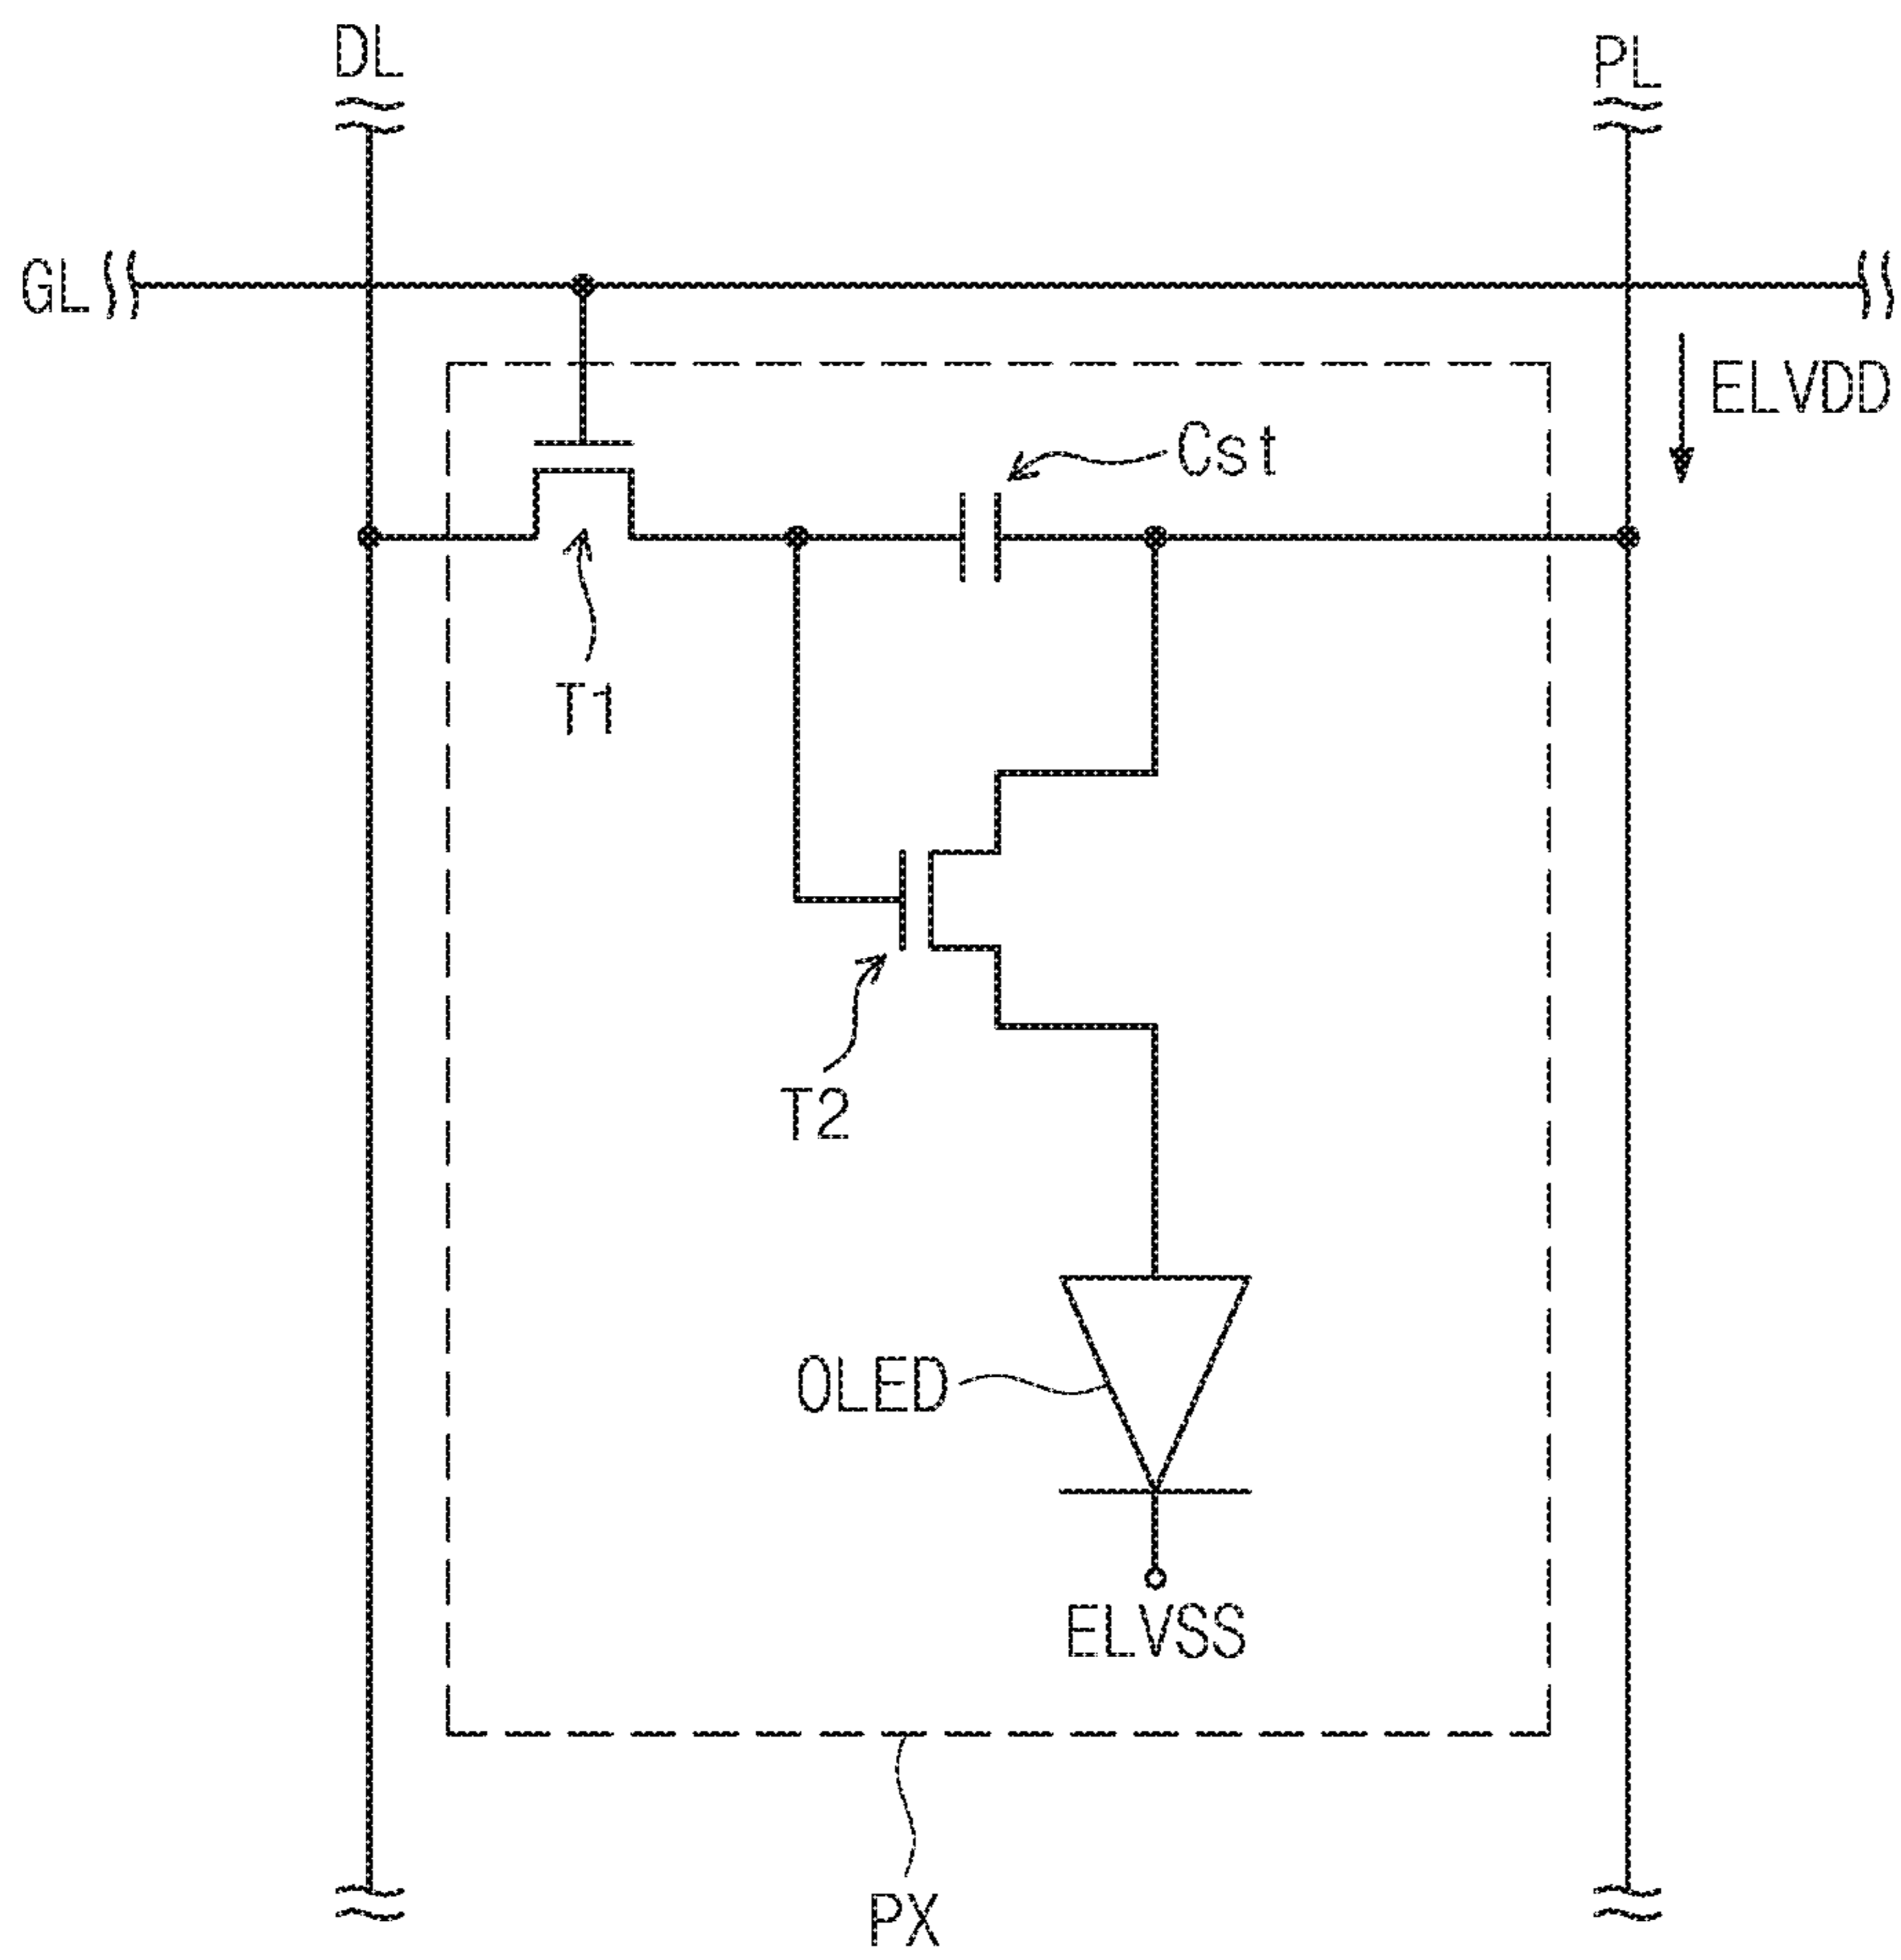 DL
PL
GL
ELVDD
Cst
T1
T2
OLED
ELVSS
PX